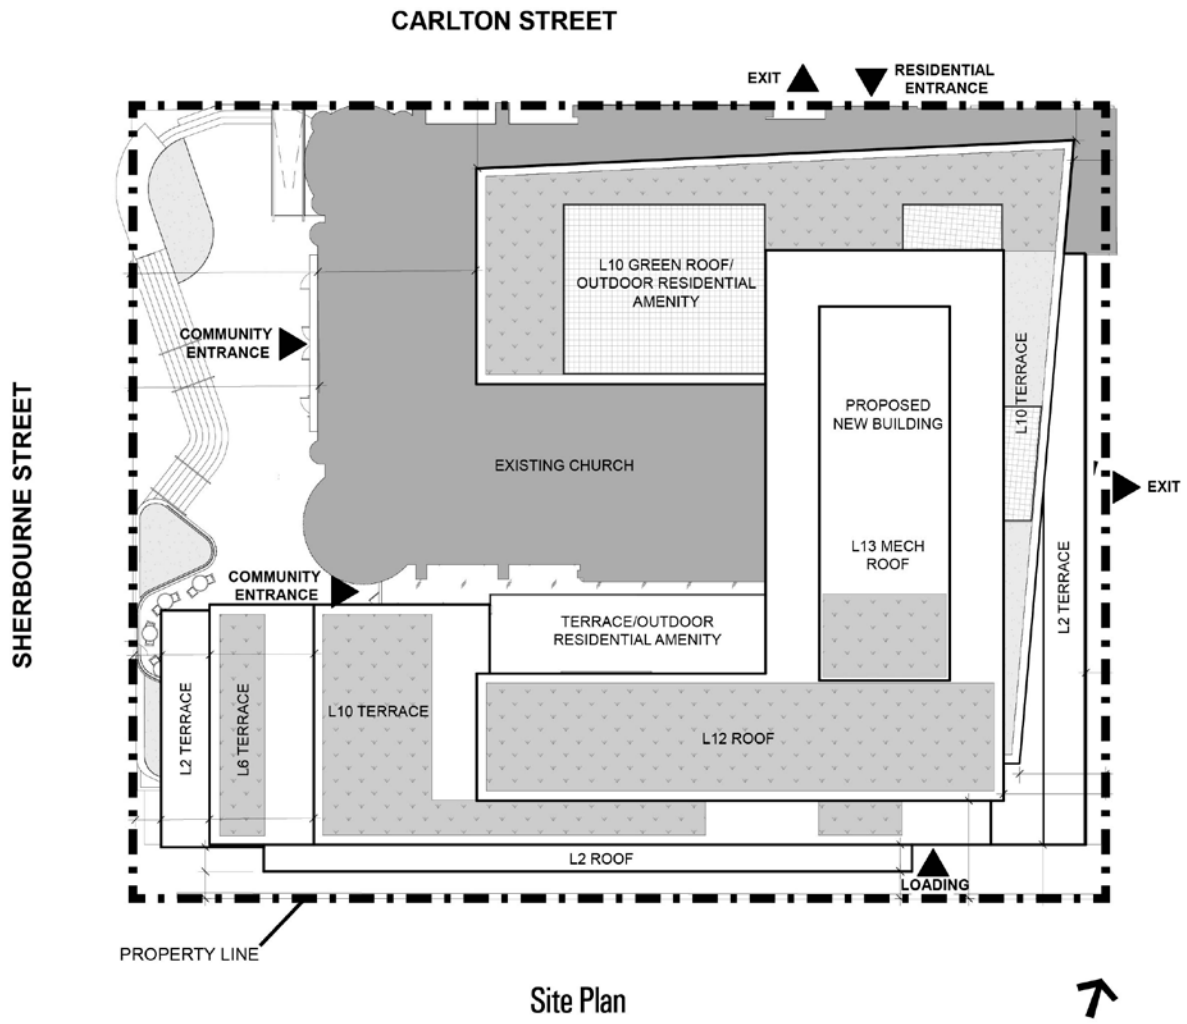 CARLTON STREET
EXIT
RESIDENTIAL
ENTRANCE
L10 GREEN ROOF/
OUTDOOR RESIDENTIAL
AMENITY
COMMUNITY
ENTRANCE
L10 TERRACE
PROPOSED
NEW BUILDING
SHERBOURNE STREET
EXISTING CHURCH
EXIT
L13 MECH
ROOF
L2 TERRACE
COMMUNITY
ENTRANCE
TERRACE/OUTDOOR
RESIDENTIAL AMENITY
L2 TERRACE
L6 TERRACE
L10 TERRACE
L12 ROOF
L2 ROOF
LOADING
PROPERTY LINE
Site Plan